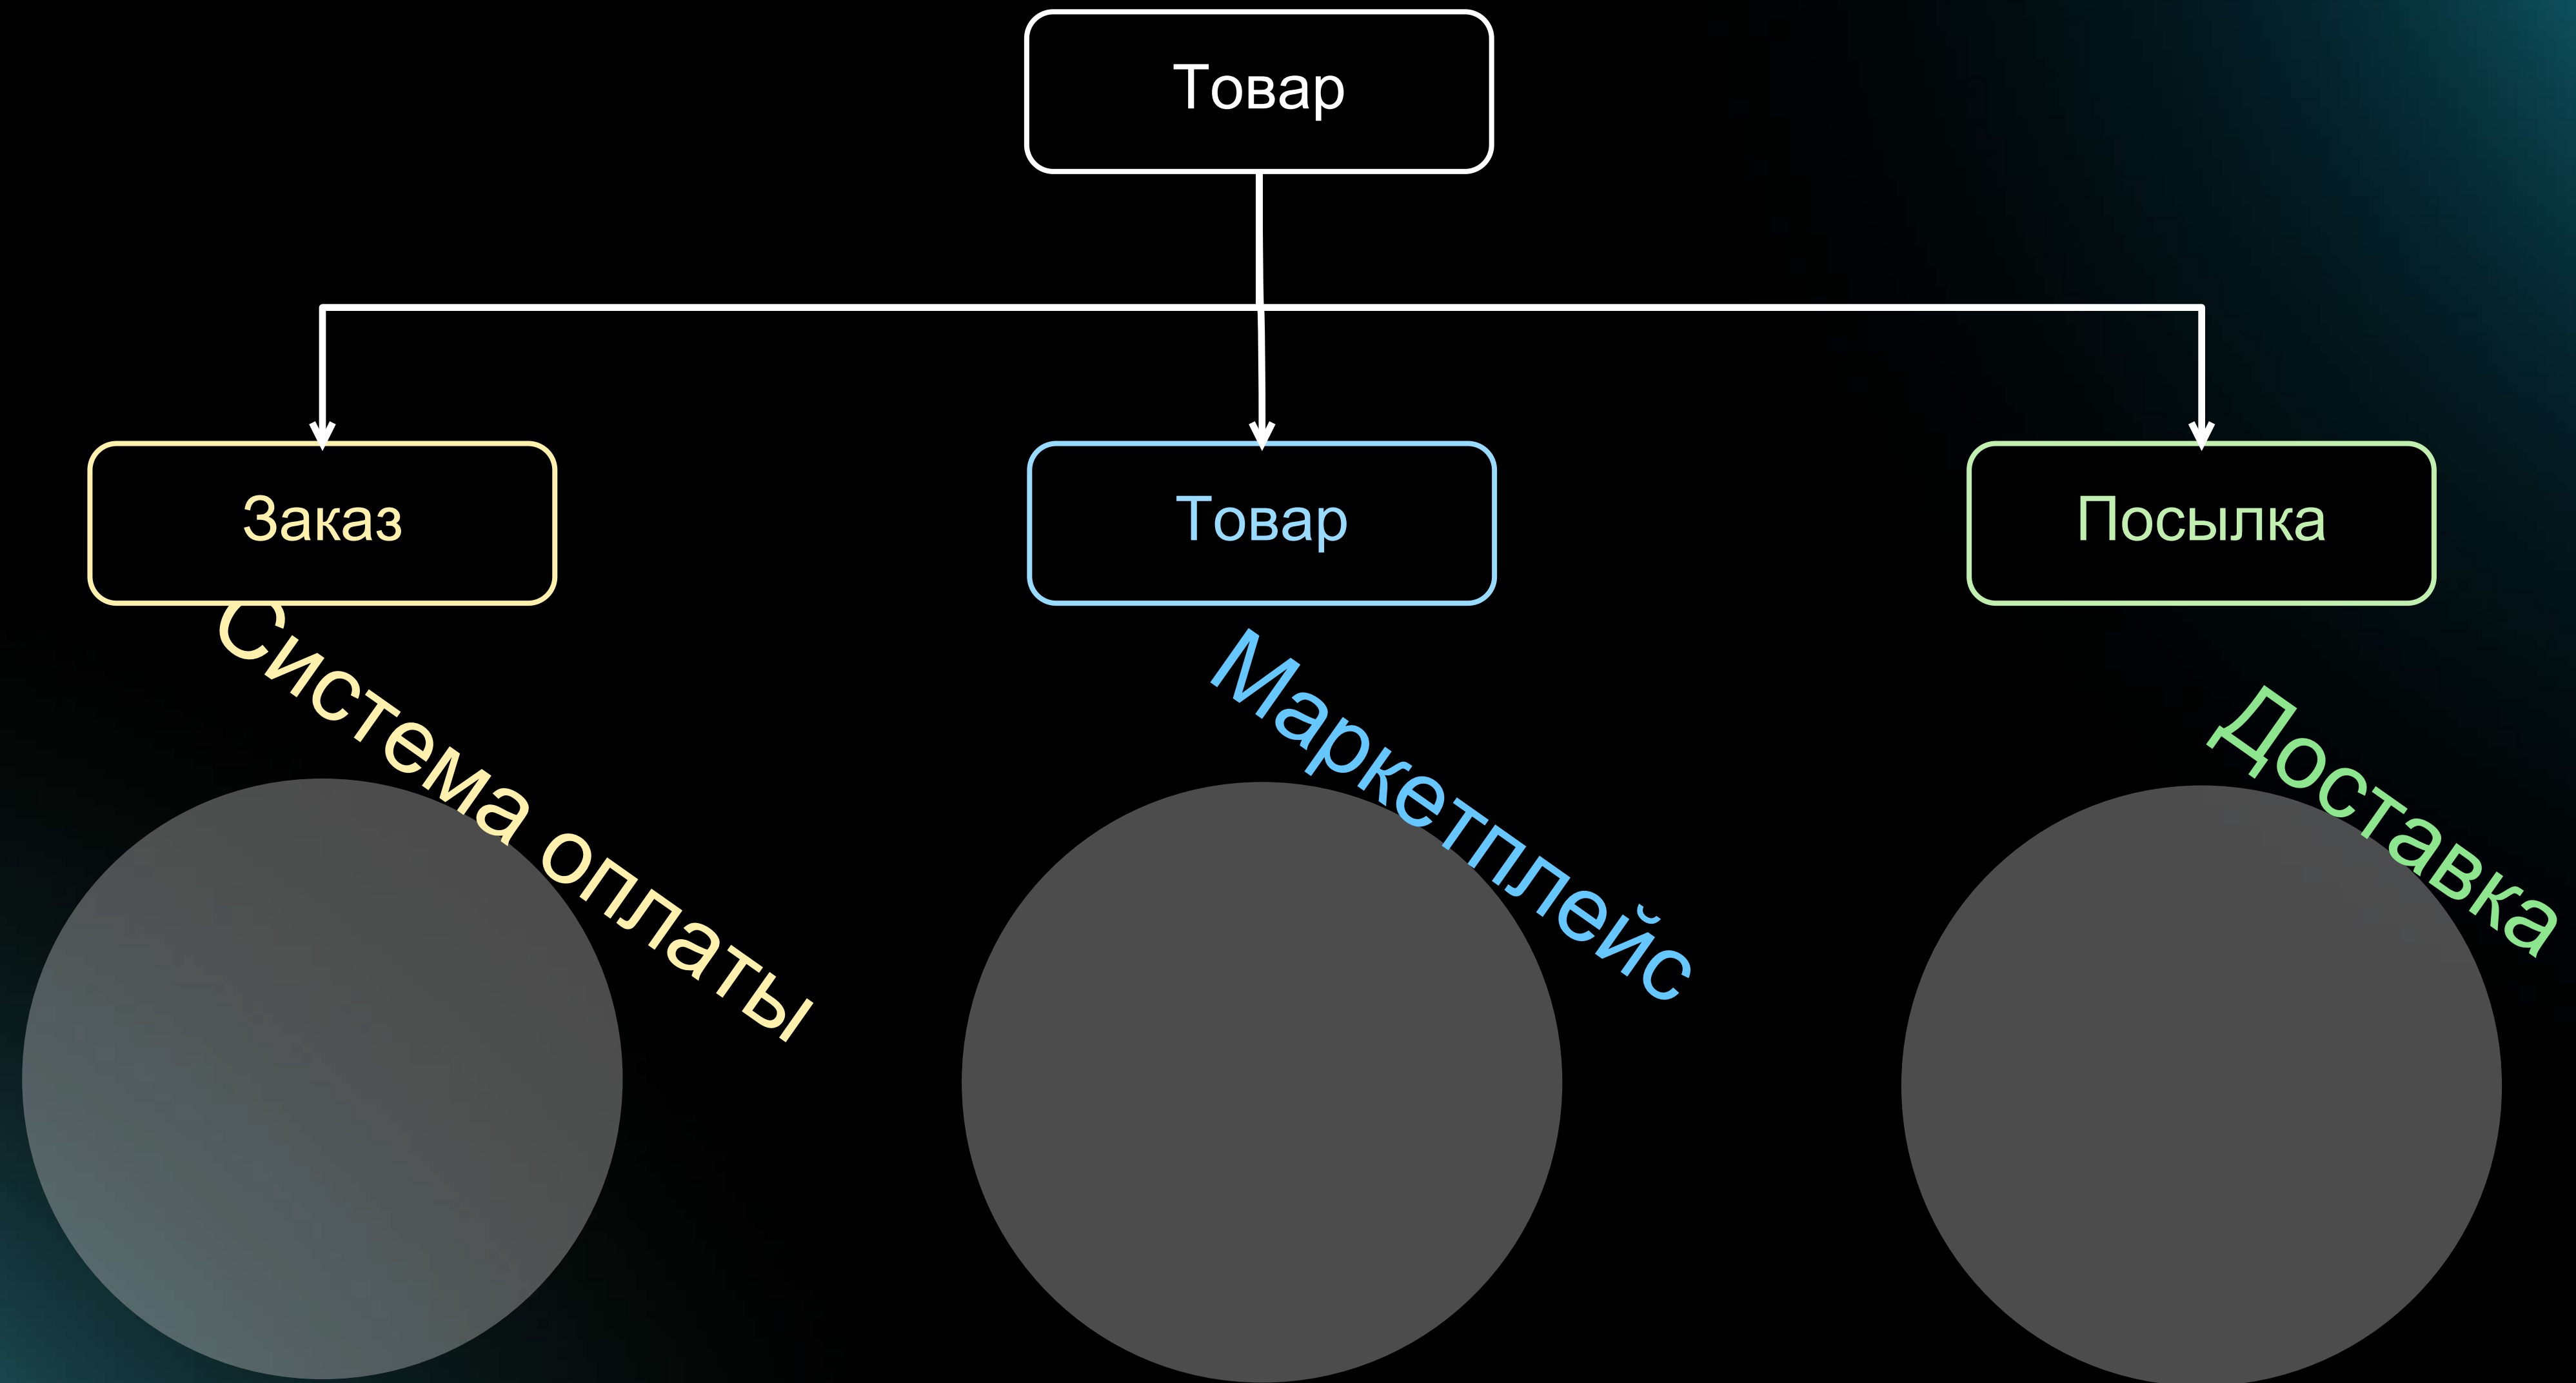 Товар
Заказ
Товар
Посылка
Система оплаты
Маркетплейс
Доставка